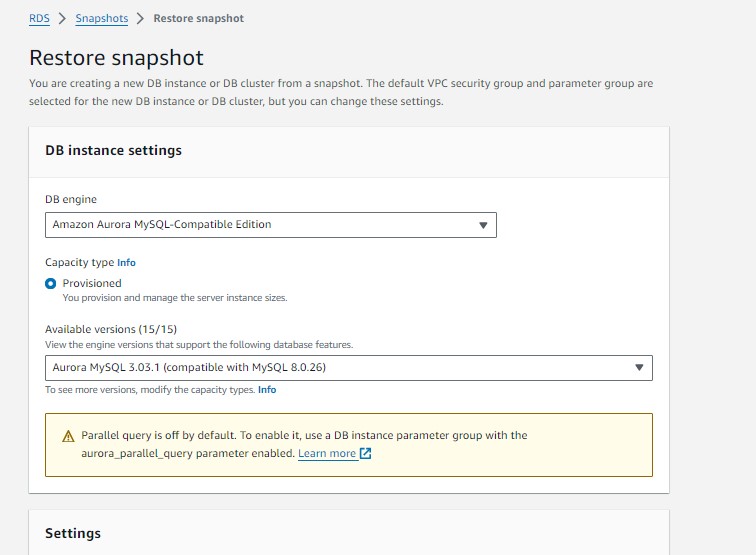 RDS > Snapshots > Restore snapshot
Restore snapshot
You are creating a new DB instance or DB cluster from a snapshot. The default VPC security group and parameter group are
selected for the new DB instance or DB cluster, but you can change these settings.
DB instance settings
DB engine
Amazon Aurora MySQL-Compatible Edition
Capacity type Info
Provisioned
You provision and manage the server instance sizes.
Available versions (15/15)
View the engine versions that support the following database features.
Aurora MySQL 3.03.1 (compatible with MySQL 8.0.26)
To see more versions, modify the capacity types. Info
Parallel query is off by default. To enable it, use a DB instance parameter group with the
aurora_parallel_query parameter enabled. Learn more
Settings